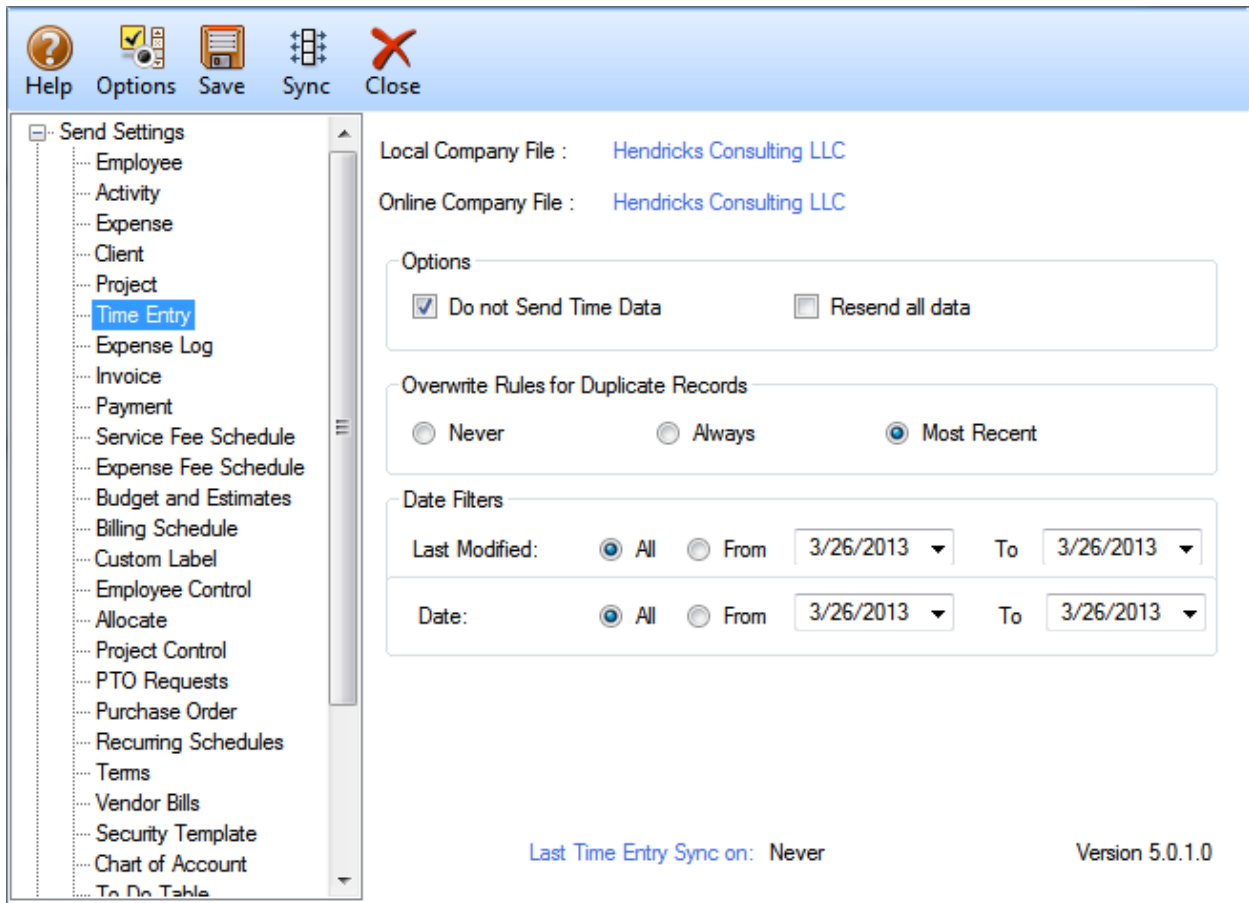 Help Options Save Sync Close
Send Settings
Employee
Activity
Expense
Client
Project
Time Entry
Expense Log
Invoice
Payment
Service Fee Schedule
Expense Fee Schedule
Budget and Estimates
Billing Schedule
Custom Label
Employee Control
Allocate
Project Control
PTO Requests
Purchase Order
Recurring Schedules
Terms
Vendor Bills
Security Template
Chart of Account
To Do Table
Local Company File : Hendricks Consulting LLC
Online Company File : Hendricks Consulting LLC
Options
Do not Send Time Data Resend all data
Overwrite Rules for Duplicate Records
Never Always Most Recent
Date Filters
Last Modified: All From 3/26/2013 To 3/26/2013
Date: All From 3/26/2013 To 3/26/2013
Last Time Entry Sync on: Never Version 5.0.1.0